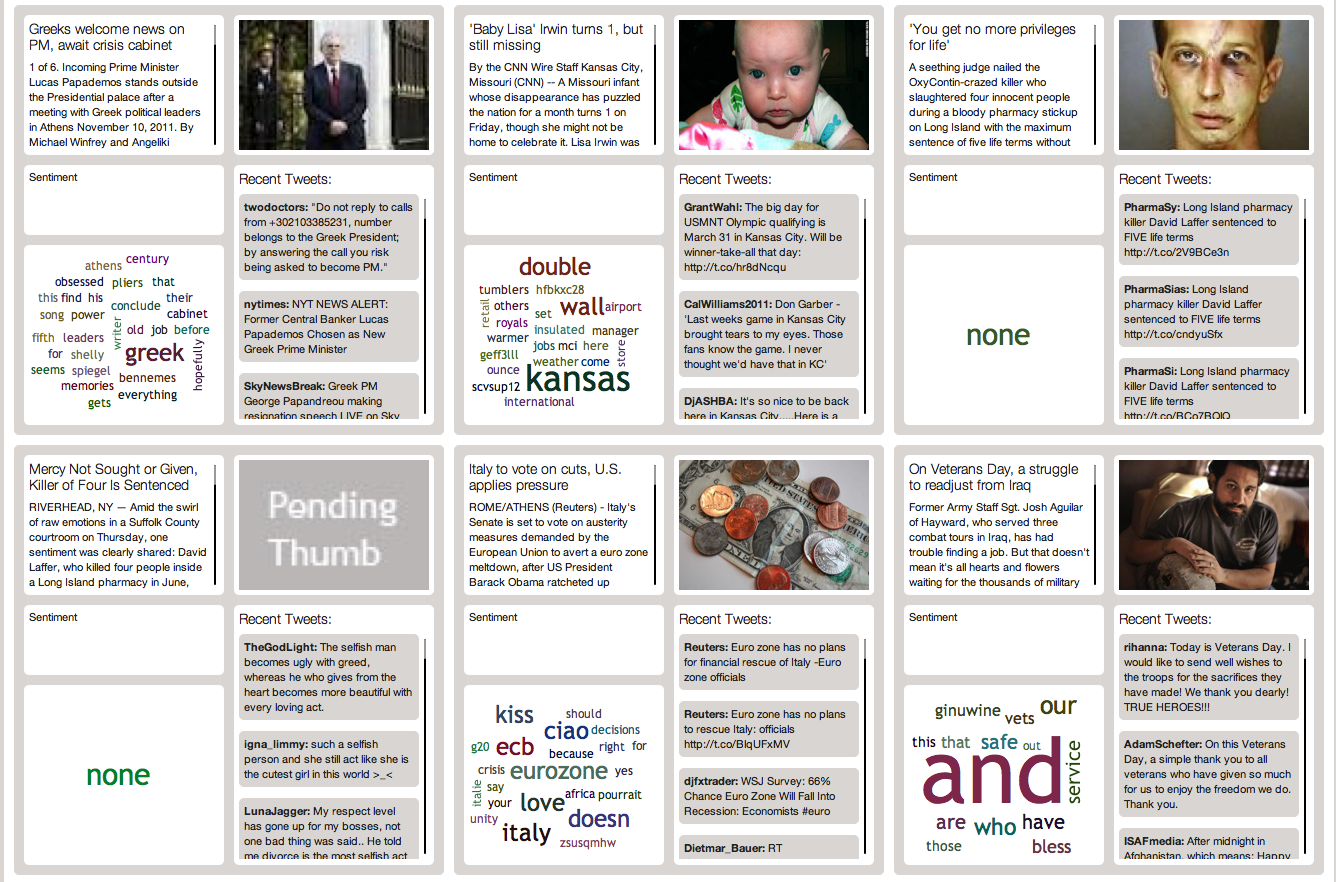 Greeks welcome news on
PM, await crisis cabinet
1 of 6. Incoming Prime Minister
Lucas Papademos stands outside
the Presidential palace after a
meeting with Greek political leaders
in Athens November 10, 2011. By
Michael Winfrey and Angeliki
Sentiment
century
athens
obsessed pliers that
this find his conclude their
song power cabinet
writer old job before
fifth leaders
for shelly greek
seems spiegel hopefully
memories bennemes
gets everything
Recent Tweets:
twodoctors: "Do not reply to calls
from +302103385231, number
belongs to the Greek President;
by answering the call you risk
being asked to become PM."
nytimes: NYT NEWS ALERT:
Former Central Banker Lucas
Papademos Chosen as New
Greek Prime Minister
SkyNewsBreak: Greek PM
George Papandreou making
resignation speech LIVE on Sky
'Baby Lisa' Irwin turns 1, but
still missing
By the CNN Wire Staff Kansas City,
Missouri (CNN) -- A Missouri infant
whose disappearance has puzzled
the nation for a month turns 1 on
Friday, though she might not be
home to celebrate it. Lisa Irwin was
Sentiment
double
tumblers hfbkxc28
retail others set wall airport
royals insulated manager
warmer jobs mci here store
geff3lll weather come
ounce
scvsup12 kansas
international
Recent Tweets:
GrantWahl: The big day for
USMNT Olympic qualifying is
March 31 in Kansas City. Will be
winner-take-all that day:
http://t.co/hr8dNcqu
CalWilliams2011: Don Garber -
'Last weeks game in Kansas City
brought tears to my eyes. Those
fans know the game. I never
thought we'd have that in KC'
DjASHBA: It's so nice to be back
here in Kansas City.....Here is a
'You get no more privileges
for life'
A seething judge nailed the
OxyContin-crazed killer who
slaughtered four innocent people
during a bloody pharmacy stickup
on Long Island with the maximum
sentence of five life terms without
Sentiment
none
Recent Tweets:
PharmaSy: Long Island pharmacy
killer David Laffer sentenced to
FIVE life terms
http://t.co/2V9BCe3n
PharmaSias: Long Island
pharmacy killer David Laffer
sentenced to FIVE life terms
http://t.co/cndyuSfx
PharmaSi: Long Island pharmacy
killer David Laffer sentenced to
FIVE life terms
http://t.co/BCo7BQIQ
Mercy Not Sought or Given,
Killer of Four Is Sentenced
RIVERHEAD, NY — Amid the swirl
of raw emotions in a Suffolk County
courtroom on Thursday, one
sentiment was clearly shared: David
Laffer, who killed four people inside
a Long Island pharmacy in June,
Pending
Thumb
Sentiment
none
Recent Tweets:
TheGodLight: The selfish man
becomes ugly with greed,
whereas he who gives from the
heart becomes more beautiful with
every loving act.
igna_limmy: such a selfish
person and she still act like she is
the cutest girl in this world >_<
LunaJagger: My respect level
has gone up for my bosses, not
one bad thing was said.. He told
me divorce is the most selfish act
Italy to vote on cuts, U.S.
applies pressure
ROME/ATHENS (Reuters) - Italy's
Senate is set to vote on austerity
measures demanded by the
European Union to avert a euro zone
meltdown, after US President
Barack Obama ratcheted up
Sentiment
kiss should
ciao decisions
g20 ecb because right for
crisis eurozone yes
italie say africa pourrait
your love
unity doesn
italy zsusqmhw
Recent Tweets:
Reuters: Euro zone has no plans
for financial rescue of Italy -Euro
zone officials
Reuters: Euro zone has no plans
to rescue Italy: officials
http://t.co/BlqUFxMV
djfxtrader: WSJ Survey: 66%
Chance Euro Zone Will Fall Into
Recession: Economists #euro
Dietmar_Bauer: RT
On Veterans Day, a struggle
to readjust from Iraq
Former Army Staff Sgt. Josh Aguilar
of Hayward, who served three
combat tours in Iraq, has had
trouble finding a job. But that doesn't
mean it's all hearts and flowers
waiting for the thousands of military
Sentiment
ginuwine vets our
this that safe out
and service
are who have
those bless
Recent Tweets:
rihanna: Today is Veterans Day. I
would like to send well wishes to
the troops for the sacrifices they
have made! We thank you dearly!
TRUE HEROES!!!
AdamSchefter: On this Veterans
Day, a simple thank you to all
veterans who have given so much
for us to enjoy the freedom we do.
Thank you.
ISAFmedia: After midnight in
Afghanistan, which means: Happy